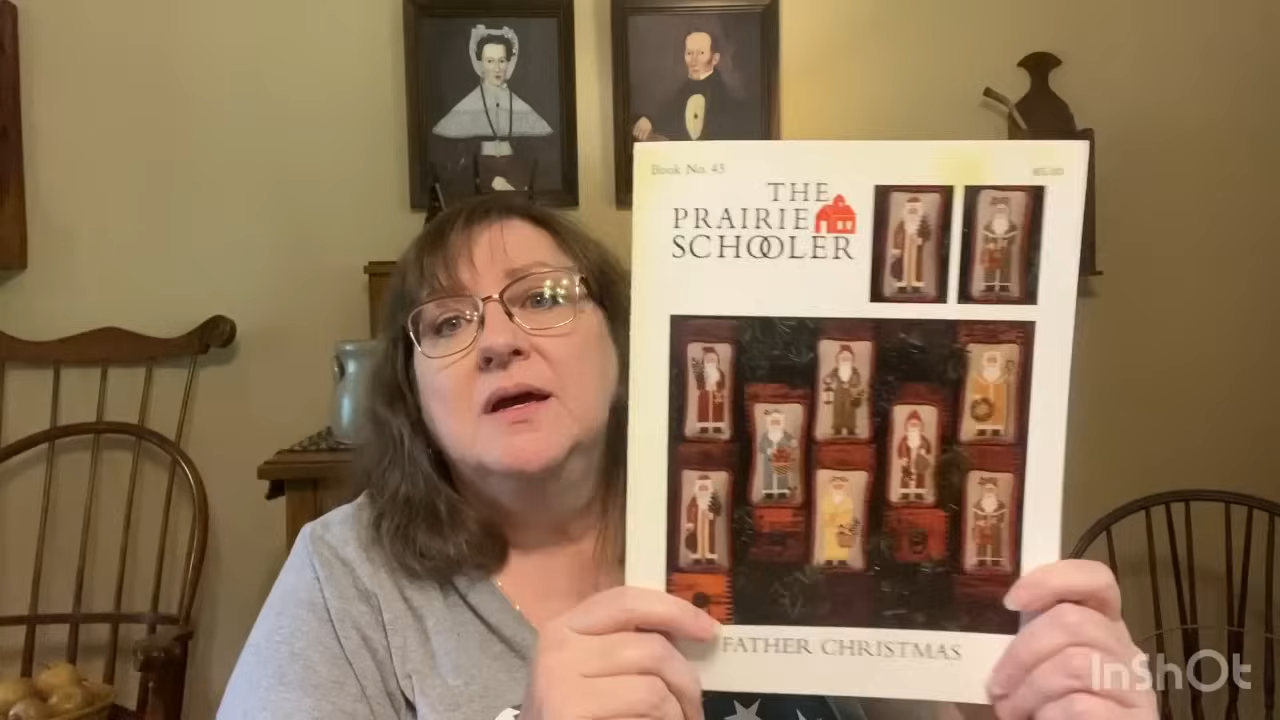 Book No. 43
THE
PRAIRIE
SCHOOLER
FATHER CHRISTMAS
InShOt